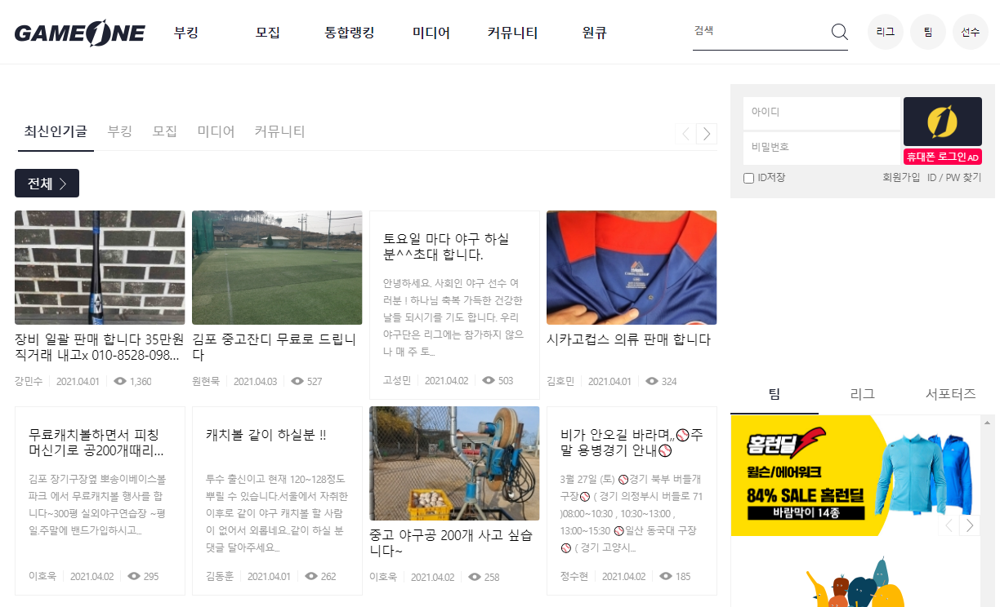 GAMEONE
부킹
모집
통합랭킹
미디어
커뮤니티
원큐
검색
리그
팀
선수
최신인기글
부킹
모집
미디어
커뮤니티
전체
장비 일괄 판매 합니다 35만원
직거래 내고x 010-8528-098...
강민수 2021.04.01 1,360
김포 중고잔디 무료로 드립니
다
원현묵 2021.04.03 527
토요일 마다 야구 하실
분^^초대 합니다.
안녕하세요. 사회인 야구 선수 여
러분 ! 하나님 축복 가득한 건강한
날들 되시기를 기도 합니다. 우리
야구단은 리그에는 참가하지 않으
나 매 주 토...
고성민 2021.04.02 503
시카고컵스 의류 판매 합니다
김호민 2021.04.01 324
무료캐치볼하면서 피칭
머신기로 공200개때리...
김포 장기구장옆 뽀송이베이스볼
파크 에서 무료캐치볼 행사를 합
니다~300평 실외야구연습장 ~평
일.주말에 밴드가입하시고...
이호욱 2021.04.02 295
캐치볼 같이 하실분 !!
투수 출신이고 현재 120~128정도
뿌릴 수 있습니다.서울에서 자취한
이후로 같이 야구 캐치볼 할 사람
이 없어서 외롭네요..같이 하실 분
댓글 달아주세요...
김동훈 2021.04.01 262
중고 야구공 200개 사고 싶습
니다~
이호욱 2021.04.02 258
비가 안오길 바라며,,⚾주
말 용병경기 안내⚾
3월 27일 (토) ⚾경기 북부 버들개
구장⚾ ( 경기 의정부시 버들로 71
)08:00~10:30 , 10:30~13:00 ,
13:00~15:30 ⚾일산 동국대 구장
⚾ ( 경기 고양시...
정수현 2021.04.02 185
아이디
비밀번호
휴대폰 로그인 AD
ID저장
회원가입
ID / PW 찾기
팀
리그
서포터즈
홈런딜
윌슨/에어워크
84% SALE 홈런딜
바람막이 14종